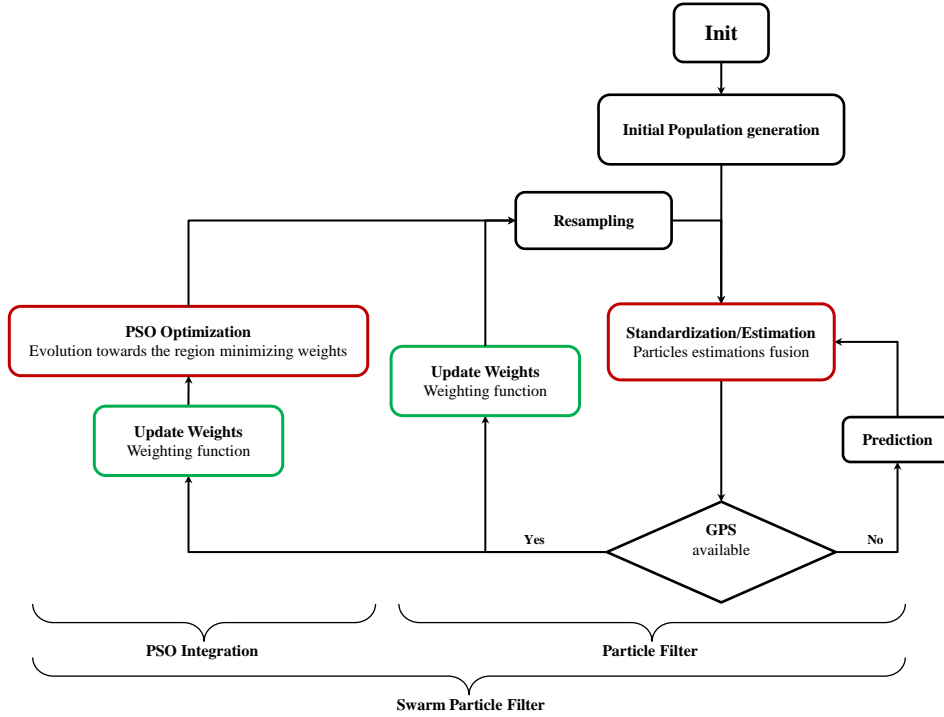 Init
Initial Population generation
Resampling
PSO Optimization
Evolution towards the region minimizing weights
Standardization/Estimation
Particles estimations fusion
Update Weights
Weighting function
Update Weights
Weighting function
Prediction
GPS
available
Yes
No
PSO Integration
Particle Filter
Swarm Particle Filter